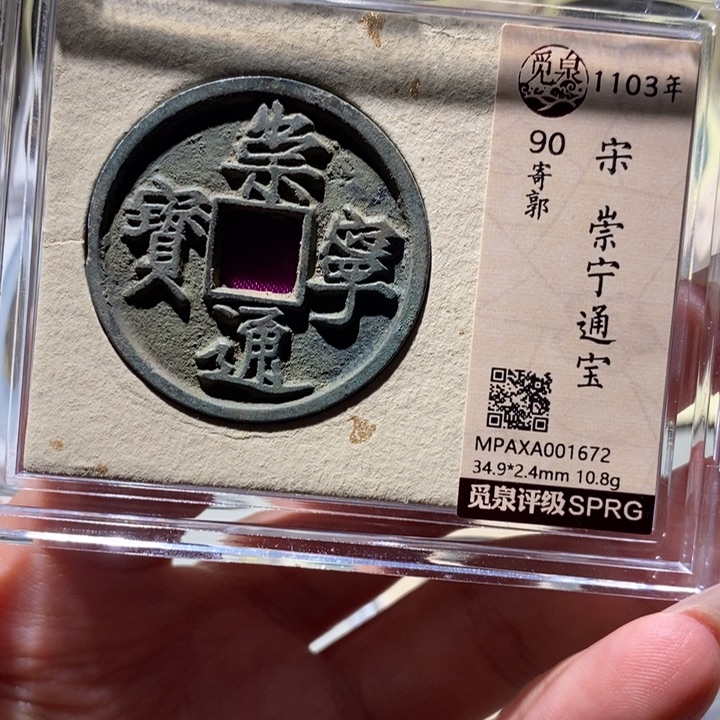 崇寧通寶
觅泉
1103年
90
寄郭
宋 崇宁通宝
MPAXA001672
34.9*2.4mm 10.8g
觅泉评级SPRG